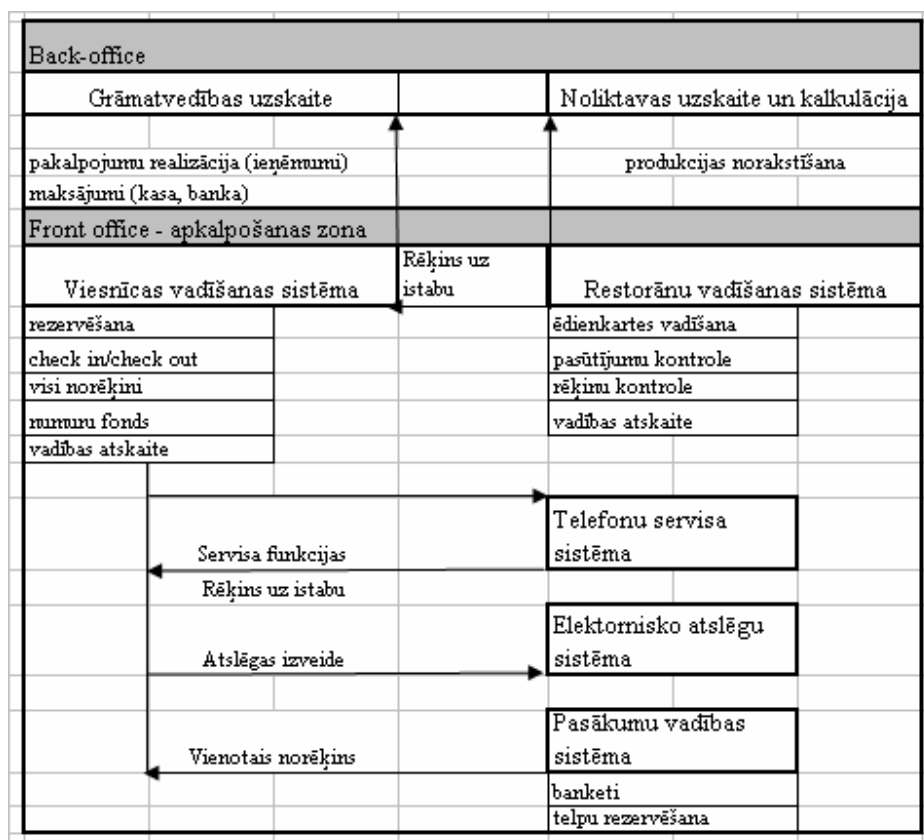 Back-office
Grāmatvedības uzskaite
Noliktavas uzskaite un kalkulācija
pakalpojumu realizācija (ieņēmumi)
produkcijas norakstīšana
maksājumi (kasa, banka)
Front office - apkalpošanas zona
Viesnīcas vadīšanas sistēma
Rēķins uz
istabu
Restorānu vadīšanas sistēma
rezervēšana
ēdienkartes vadīšana
check in/check out
pasūtījumu kontrole
visi norēķini
rēķinu kontrole
numuru fonds
vadības atskaite
vadības atskaite
Telefonu servisa
sistēma
Servisa funkcijas
Rēķins uz istabu
Elektornisko atslēgu
sistēma
Atslēgas izveide
Pasākumu vadības
sistēma
Vienotais norēķins
banketi
telpu rezervēšana